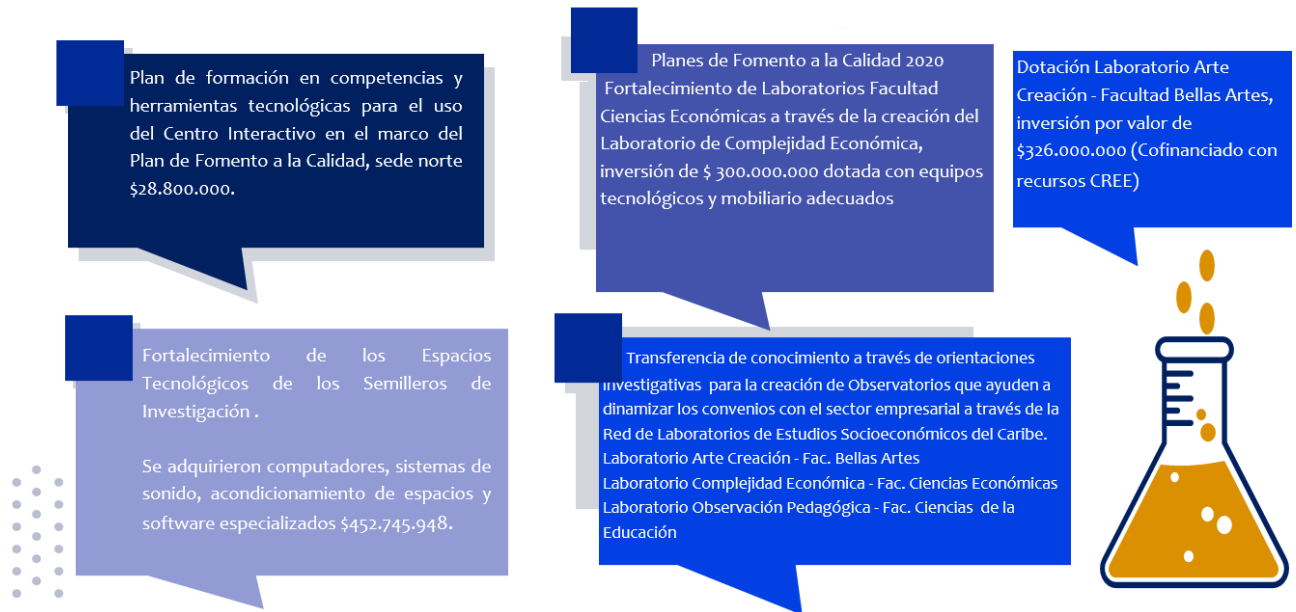 Plan de formación en competencias y
herramientas tecnológicas para el uso
del Centro Interactivo en el marco del
Plan de Fomento a la Calidad, sede norte
$28.800.000.
Planes de Fomento a la Calidad 2020
Fortalecimiento de Laboratorios Facultad
Ciencias Económicas a través de la creación del
Laboratorio de Complejidad Económica,
inversión de $ 300.000.000 dotada con equipos
tecnológicos y mobiliario adecuados
Dotación Laboratorio Arte
Creación - Facultad Bellas Artes,
inversión por valor de
$326.000.000 (Cofinanciado con
recursos CREE)
Fortalecimiento de los Espacios
Tecnológicos de los Semilleros de
Investigación .
Se adquirieron computadores, sistemas de
sonido, acondicionamiento de espacios y
software especializados $452.745.948.
Transferencia de conocimiento a través de orientaciones
investigativas para la creación de Observatorios que ayuden a
dinamizar los convenios con el sector empresarial a través de la
Red de Laboratorios de Estudios Socioeconómicos del Caribe.
Laboratorio Arte Creación - Fac. Bellas Artes
Laboratorio Complejidad Económica - Fac. Ciencias Económicas
Laboratorio Observación Pedagógica - Fac. Ciencias de la
Educación